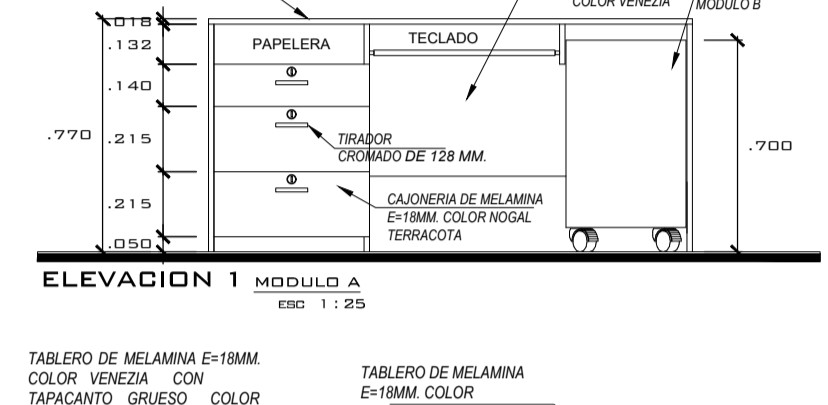 COLOR VENEZIA
MODULO B
.018
.132
.140
.770
.215
.215
.050
PAPELERA
TECLADO
TIRADOR
CROMADO DE 128 MM.
CAJONERIA DE MELAMINA
E=18MM. COLOR NOGAL
TERRACOTA
.700
ELEVACION 1 MODULO A
ESC 1:25
TABLERO DE MELAMINA E=18MM.
COLOR VENEZIA CON
TAPACANTO GRUESO COLOR
TABLERO DE MELAMINA
E=18MM. COLOR